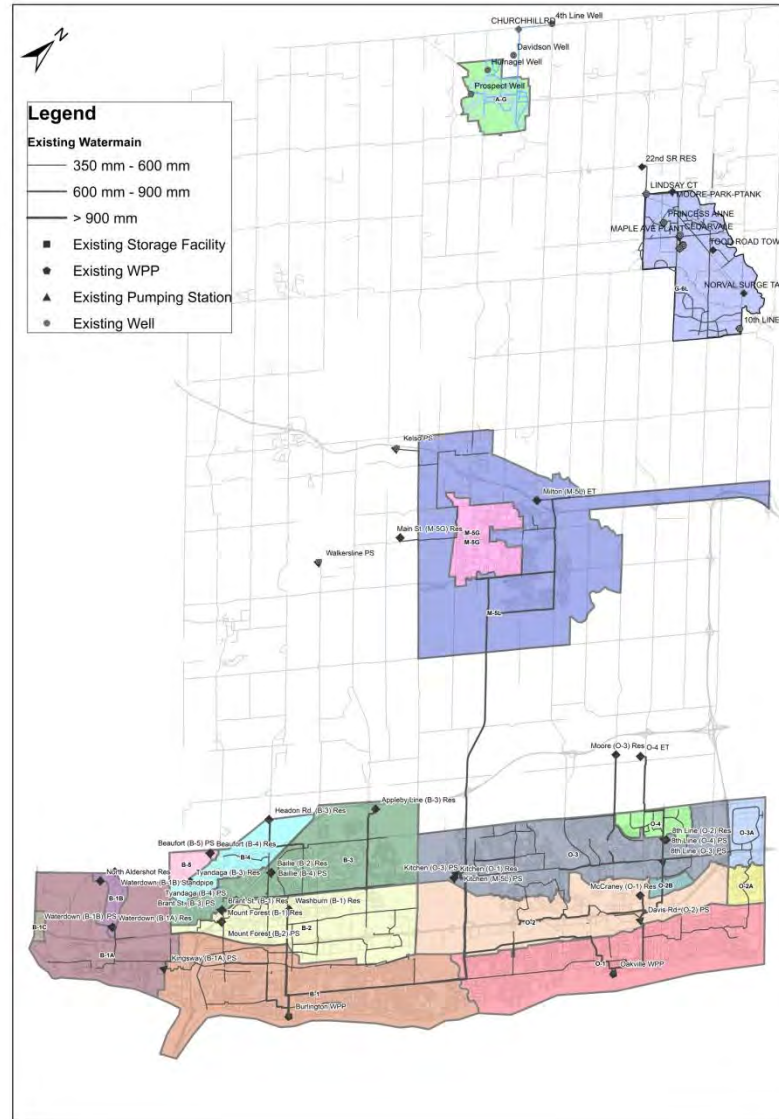 N
CHURCHHILLRD
4th Line Well
Davidson Well
Hufnagel Well
Prospect Well
A-G
Legend
Existing Watermain
350 mm - 600 mm
600 mm - 900 mm
> 900 mm
Existing Storage Facility
Existing WPP
Existing Pumping Station
Existing Well
22nd SR RES
LINDSAY CT
MOORE-PARK-PTANK
PRINCESS ANNE
MAPLE AVE PLANT
CEDARVALE
TODD ROAD TOW
NORVAL SURGE TA
G-6L
10th LINE
Kelso PS
Milton (M-5L) ET
Main St. (M-5G) Res
M-5G
M-5G
Walkersline PS
M-5L
Moore (O-3) Res
O-4 ET
Appleby Line (B-3) Res
Headon Rd. (B-3) Res
O-4
8th Line (O-2) Res
8th Line (O-4) PS
8th Line (O-3) PS
O-3A
Beaufort (B-5) PS
Beaufort (B-4) Res
B-5
B-4
B-3
O-3
Bailie (B-2) Res
Bailie (B-4) PS
North Aldershot Res
Tyandaga (B-3) Res
Kitchen (O-3) PS
Kitchen (O-1) Res
Kitchen (M-5L) PS
Waterdown (B-1B) Standpipe
Tyandaga (B-4) PS
McCraney (O-1) Res
O-2B
O-2A
B-1B
Brant St. (B-3) PS
Brant St. (B-1) Res
Washburn (B-1) Res
Mount Forest (B-1) Res
Waterdown (B-1B) PS
Waterdown (B-1A) Res
B-1C
Mount Forest (B-2) PS
B-2
O-2
Davis Rd. (O-2) PS
B-1A
Kingsway (B-1A) PS
O-1
Oakville WPP
B-1
Burlington WPP